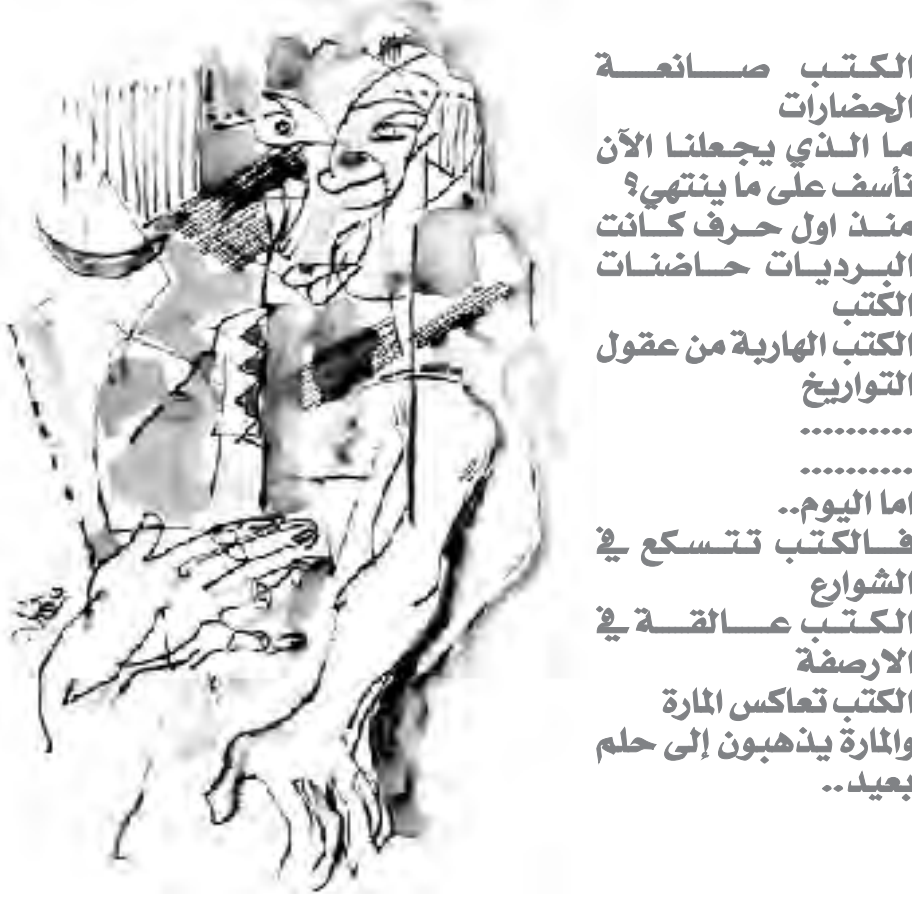 الكتب صانعة
الحضارات
ما الذي يجعلنا الآن
نأسف على ما ينتهي؟
منذ اول حرف كانت
البرديات حاضنات
الكتب
الكتب الهاربة من عقول
التواريخ
..........
..........
اما اليوم..
فالكتب تتسكع في
الشوارع
الكتب عالقة في
الارصفة
الكتب تعاكس المارة
والمارة يذهبون إلى حلم
بعيد..